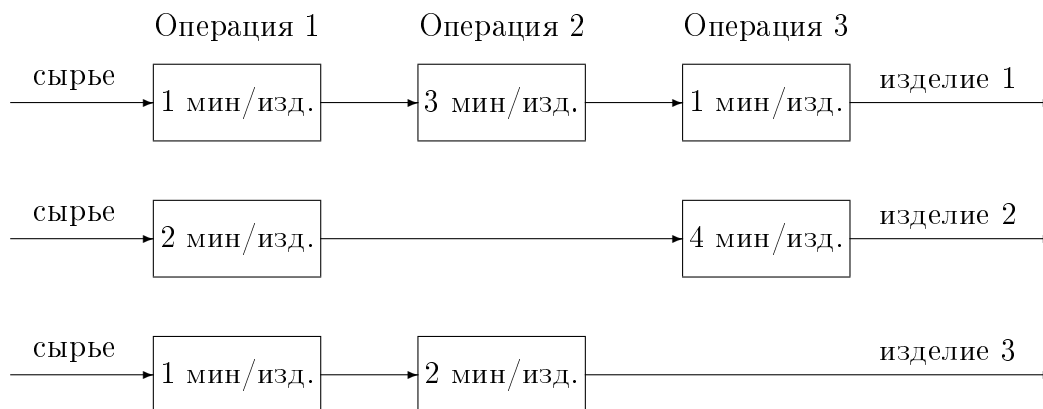 Операция 1 Операция 2 Операция 3
сырье 1 мин/изд. 3 мин/изд. 1 мин/изд. изделие 1
сырье 2 мин/изд. 4 мин/изд. изделие 2
сырье 1 мин/изд. 2 мин/изд. изделие 3